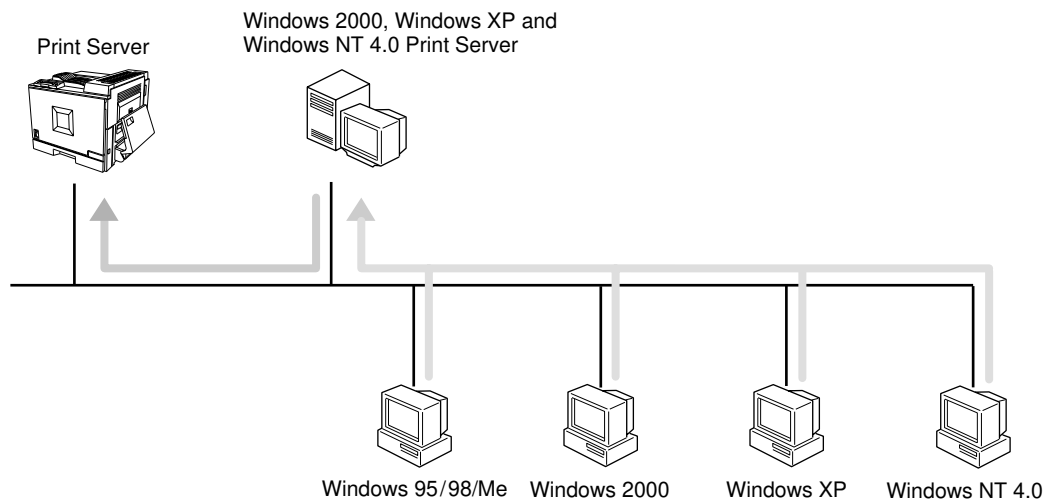 Windows 2000, Windows XP and
Windows NT 4.0 Print Server
Print Server
Windows 95/98/Me
Windows 2000
Windows XP
Windows NT 4.0